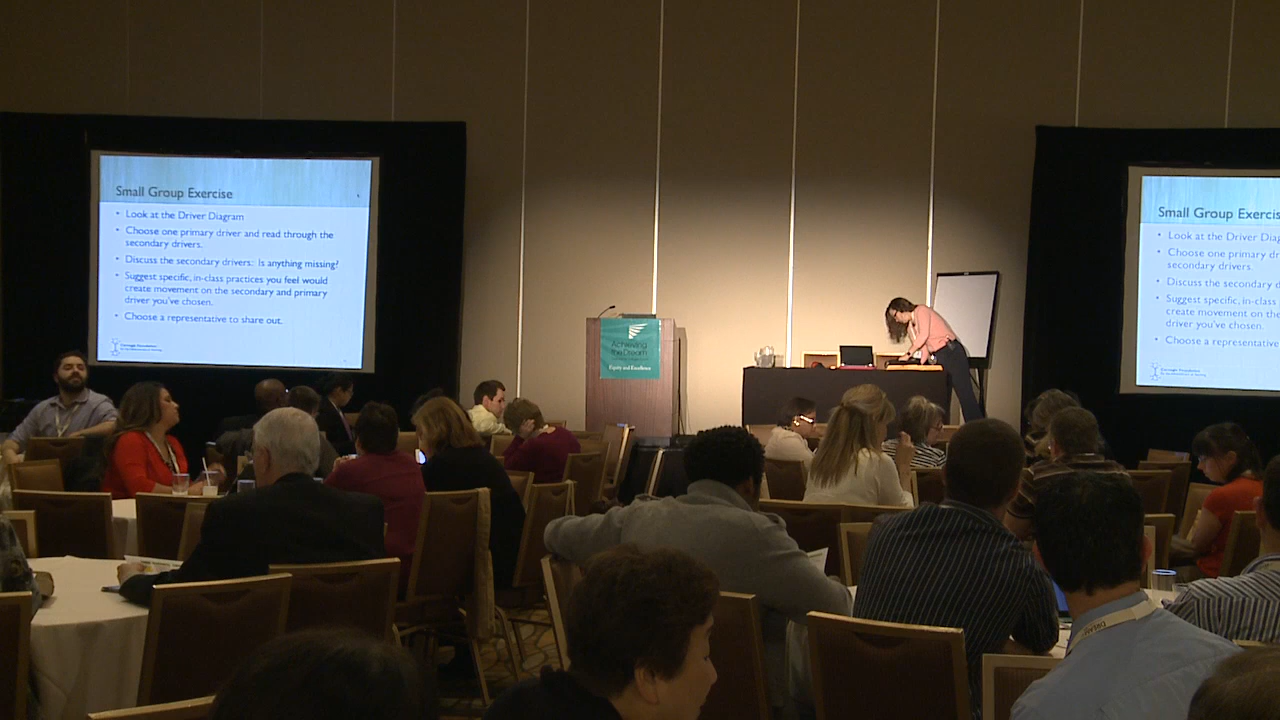 Small Group Exercise
• Look at the Driver Diagram
• Choose one primary driver and read through the
secondary drivers.
• Discuss the secondary drivers: Is anything missing?
• Suggest specific, in-class practices you feel would
create movement on the secondary and primary
driver you've chosen.
• Choose a representative to share out.
Carnegie Foundation
Achieving
the Dream
Equity and Excellence
Small Group Exercis
• Look at the Driver Diag
• Choose one primary dr
secondary drivers.
• Discuss the secondary d
• Suggest specific, in-class
create movement on the
driver you've chosen.
• Choose a representative
DREAM